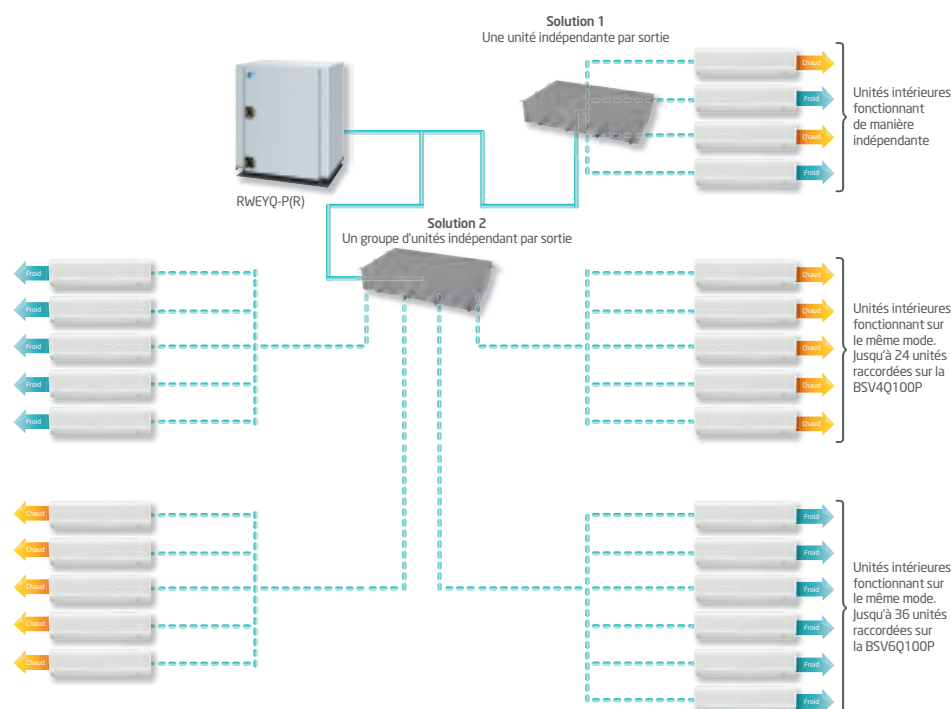 Solution 1
Une unité indépendante par sortie
Chaud
Froid
Chaud
Froid
Unités intérieures
fonctionnant
de manière
indépendante
RWEYQ-P(R)
Solution 2
Un groupe d'unités indépendant par sortie
Froid
Froid
Froid
Froid
Froid
Chaud
Chaud
Chaud
Chaud
Chaud
Unités intérieures
fonctionnant sur
le même mode.
Jusqu'à 24 unités
raccordées sur la
BSV4Q100P
Chaud
Chaud
Chaud
Chaud
Chaud
Froid
Froid
Froid
Froid
Froid
Froid
Unités intérieures
fonctionnant sur
le même mode.
Jusqu'à 36 unités
raccordées sur
la BSV6Q100P